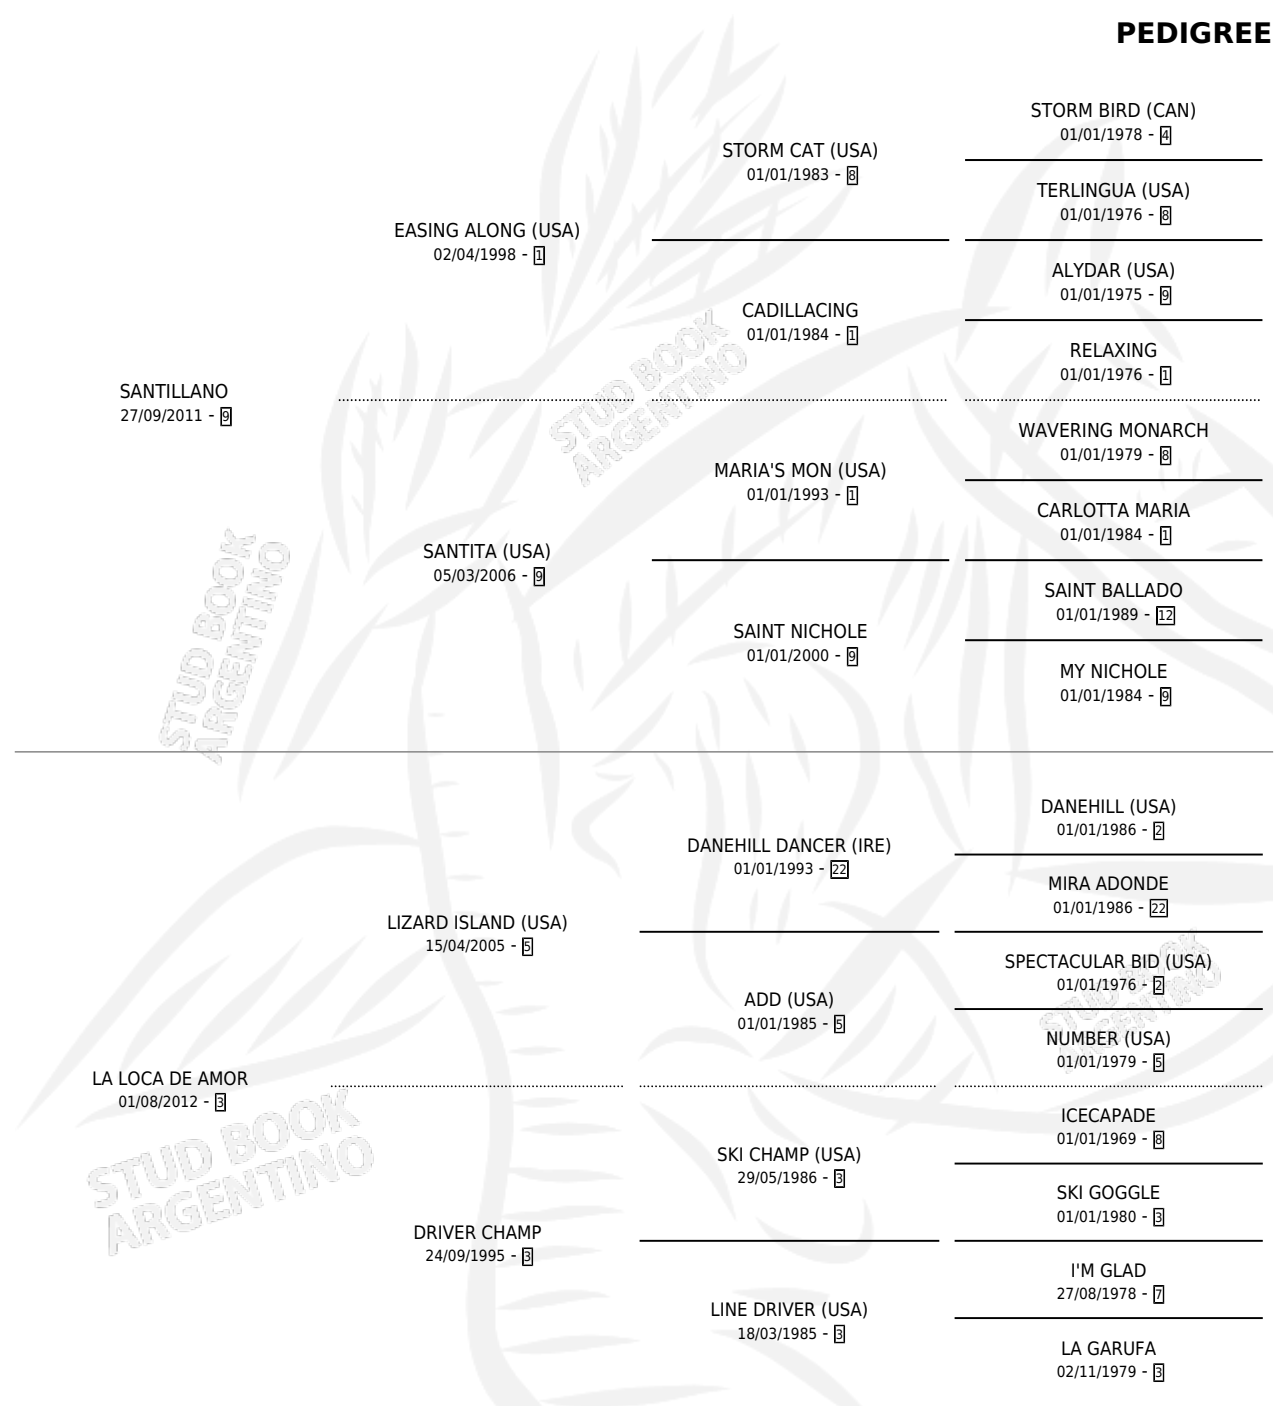 PEDIGREE
STORM BIRD (CAN)
01/01/1978 - 4
STORM CAT (USA)
01/01/1983 - 8
TERLINGUA (USA)
01/01/1976 - 8
EASING ALONG (USA)
02/04/1998 - 1
ALYDAR (USA)
01/01/1975 - 9
CADILLACING
01/01/1984 - 1
RELAXING
01/01/1976 - 1
SANTILLANO
27/09/2011 - 9
WAVERING MONARCH
01/01/1979 - 8
MARIA'S MON (USA)
01/01/1993 - 1
CARLOTTA MARIA
01/01/1984 - 1
SANTITA (USA)
05/03/2006 - 9
SAINT BALLADO
01/01/1989 - 12
SAINT NICHOLE
01/01/2000 - 9
MY NICHOLE
01/01/1984 - 9
DANEHILL (USA)
01/01/1986 - 2
DANEHILL DANCER (IRE)
01/01/1993 - 22
MIRA ADONDE
01/01/1986 - 22
LIZARD ISLAND (USA)
15/04/2005 - 5
SPECTACULAR BID (USA)
01/01/1976 - 2
ADD (USA)
01/01/1985 - 5
NUMBER (USA)
01/01/1979 - 5
LA LOCA DE AMOR
01/08/2012 - 3
ICECAPADE
01/01/1969 - 8
SKI CHAMP (USA)
29/05/1986 - 3
SKI GOGGLE
01/01/1980 - 3
DRIVER CHAMP
24/09/1995 - 3
I'M GLAD
27/08/1978 - 7
LINE DRIVER (USA)
18/03/1985 - 3
LA GARUFA
02/11/1979 - 3
STUD BOOK
ARGENTINO
STUD BOOK
ARGENTINO
STUD BOOK
ARGENTINO
STUD BOOK
ARGENTINO